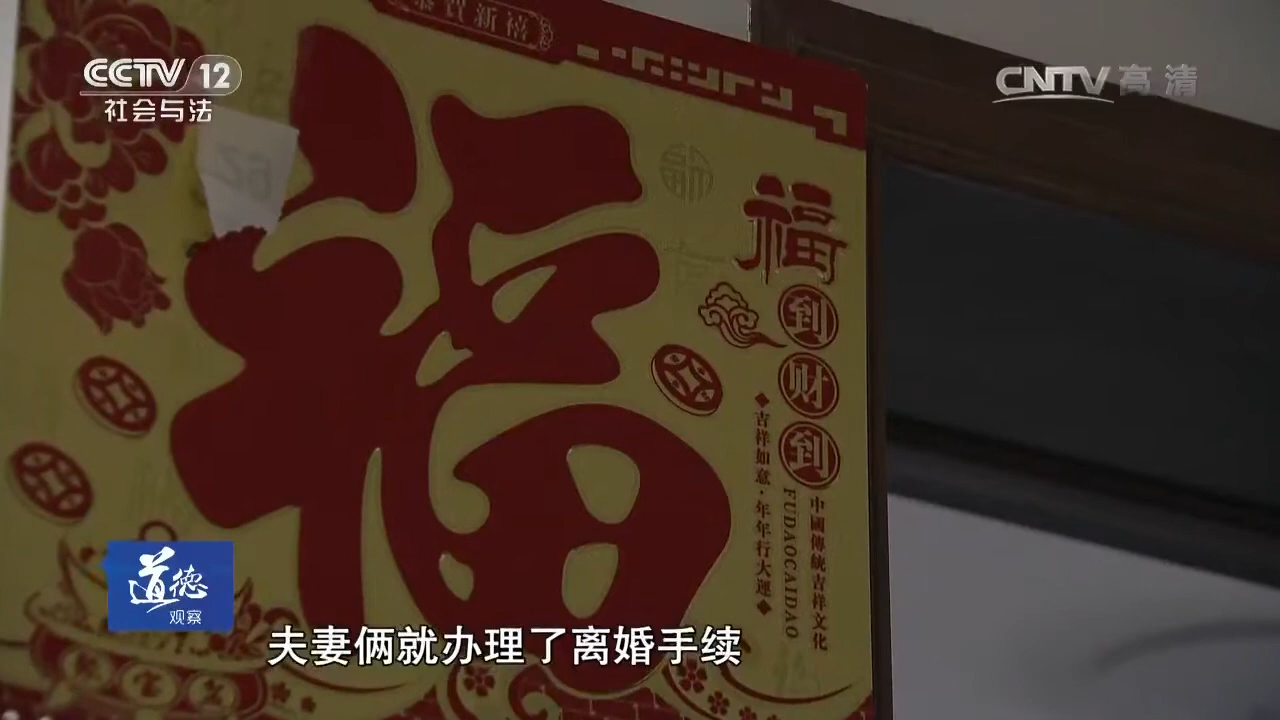 恭賀新禧
CCTV 12
社会与法
CNTV 高清
福
福到财到
吉祥如意·年年行大運
FUDAOCAIDAO
中國傳統吉祥文化
道德
观察
夫妻俩就办理了离婚手续